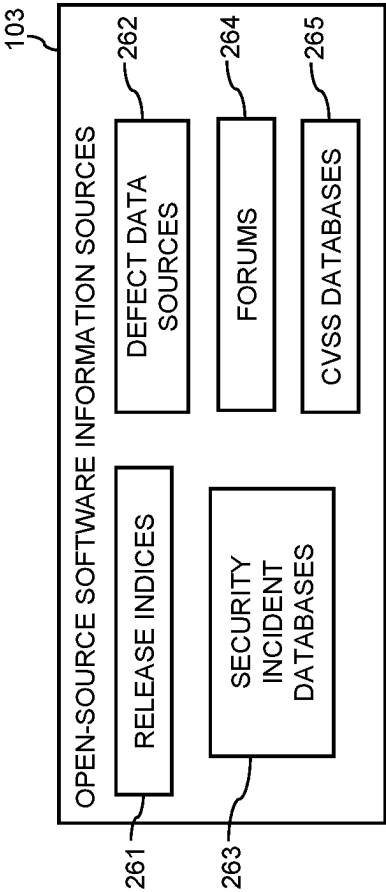 103
OPEN-SOURCE SOFTWARE INFORMATION SOURCES
261
RELEASE INDICES
262
DEFECT DATA
SOURCES
263
SECURITY
INCIDENT
DATABASES
264
FORUMS
265
CVSS DATABASES